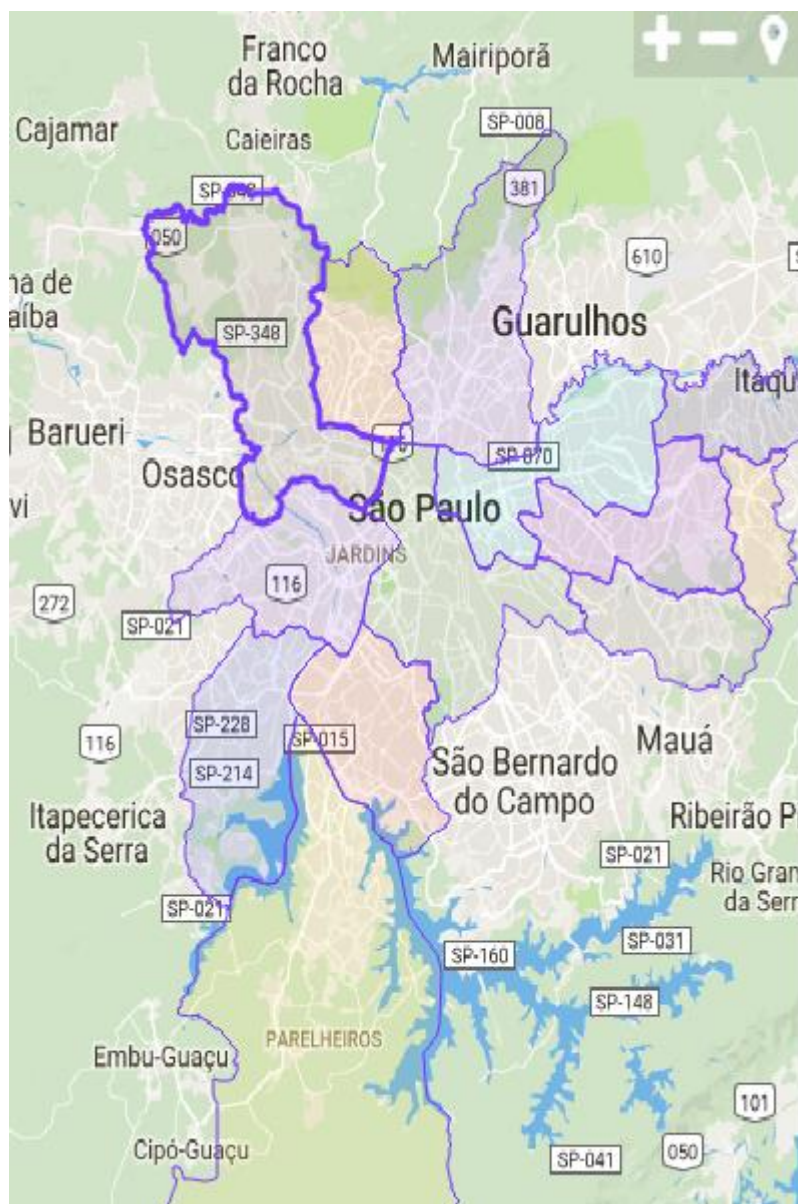 Franco
da Rocha
Mairiporã
SP-008
Cajamar
Caieiras
381
050
610
na de
aíba
SP-348
Guarulhos
Itaqu
Barueri
SP-070
Osasco
vi
São Paulo
JARDINS
116
272
SP-021
SP-228
116
SP-015
Mauá
SP-214
São Bernardo
do Campo
Itapecerica
da Serra
Ribeirão P
SP-021
Rio Gran
da Serr
SP-021
SP-031
SP-160
SP-148
PARELHEIROS
Embu-Guaçu
101
Cipó-Guaçu
050
SP-041